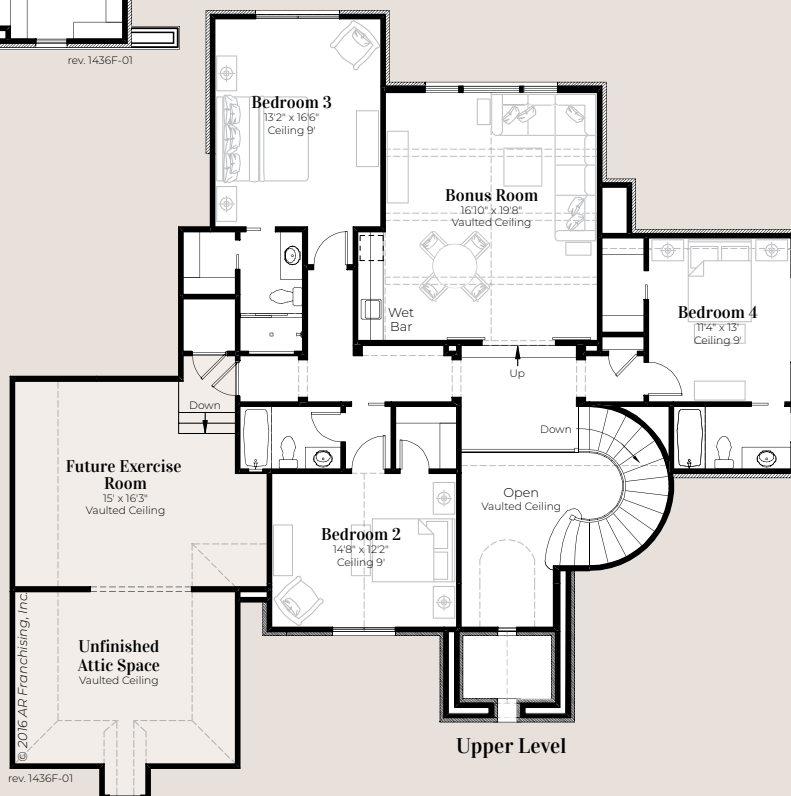 rev. 1436F-01
Bedroom 3
13'2" x 16'6"
Ceiling 9'
Bonus Room
16'10" x 19'8"
Vaulted Ceiling
Wet
Bar
Bedroom 4
11'4" x 13'
Ceiling 9'
Up
Down
Down
Future Exercise
Room
15' x 16'3"
Vaulted Ceiling
Open
Vaulted Ceiling
Bedroom 2
14'8" x 12'2"
Ceiling 9'
Unfinished
Attic Space
Vaulted Ceiling
© 2016 AR Franchising, Inc.
Upper Level
rev. 1436F-01